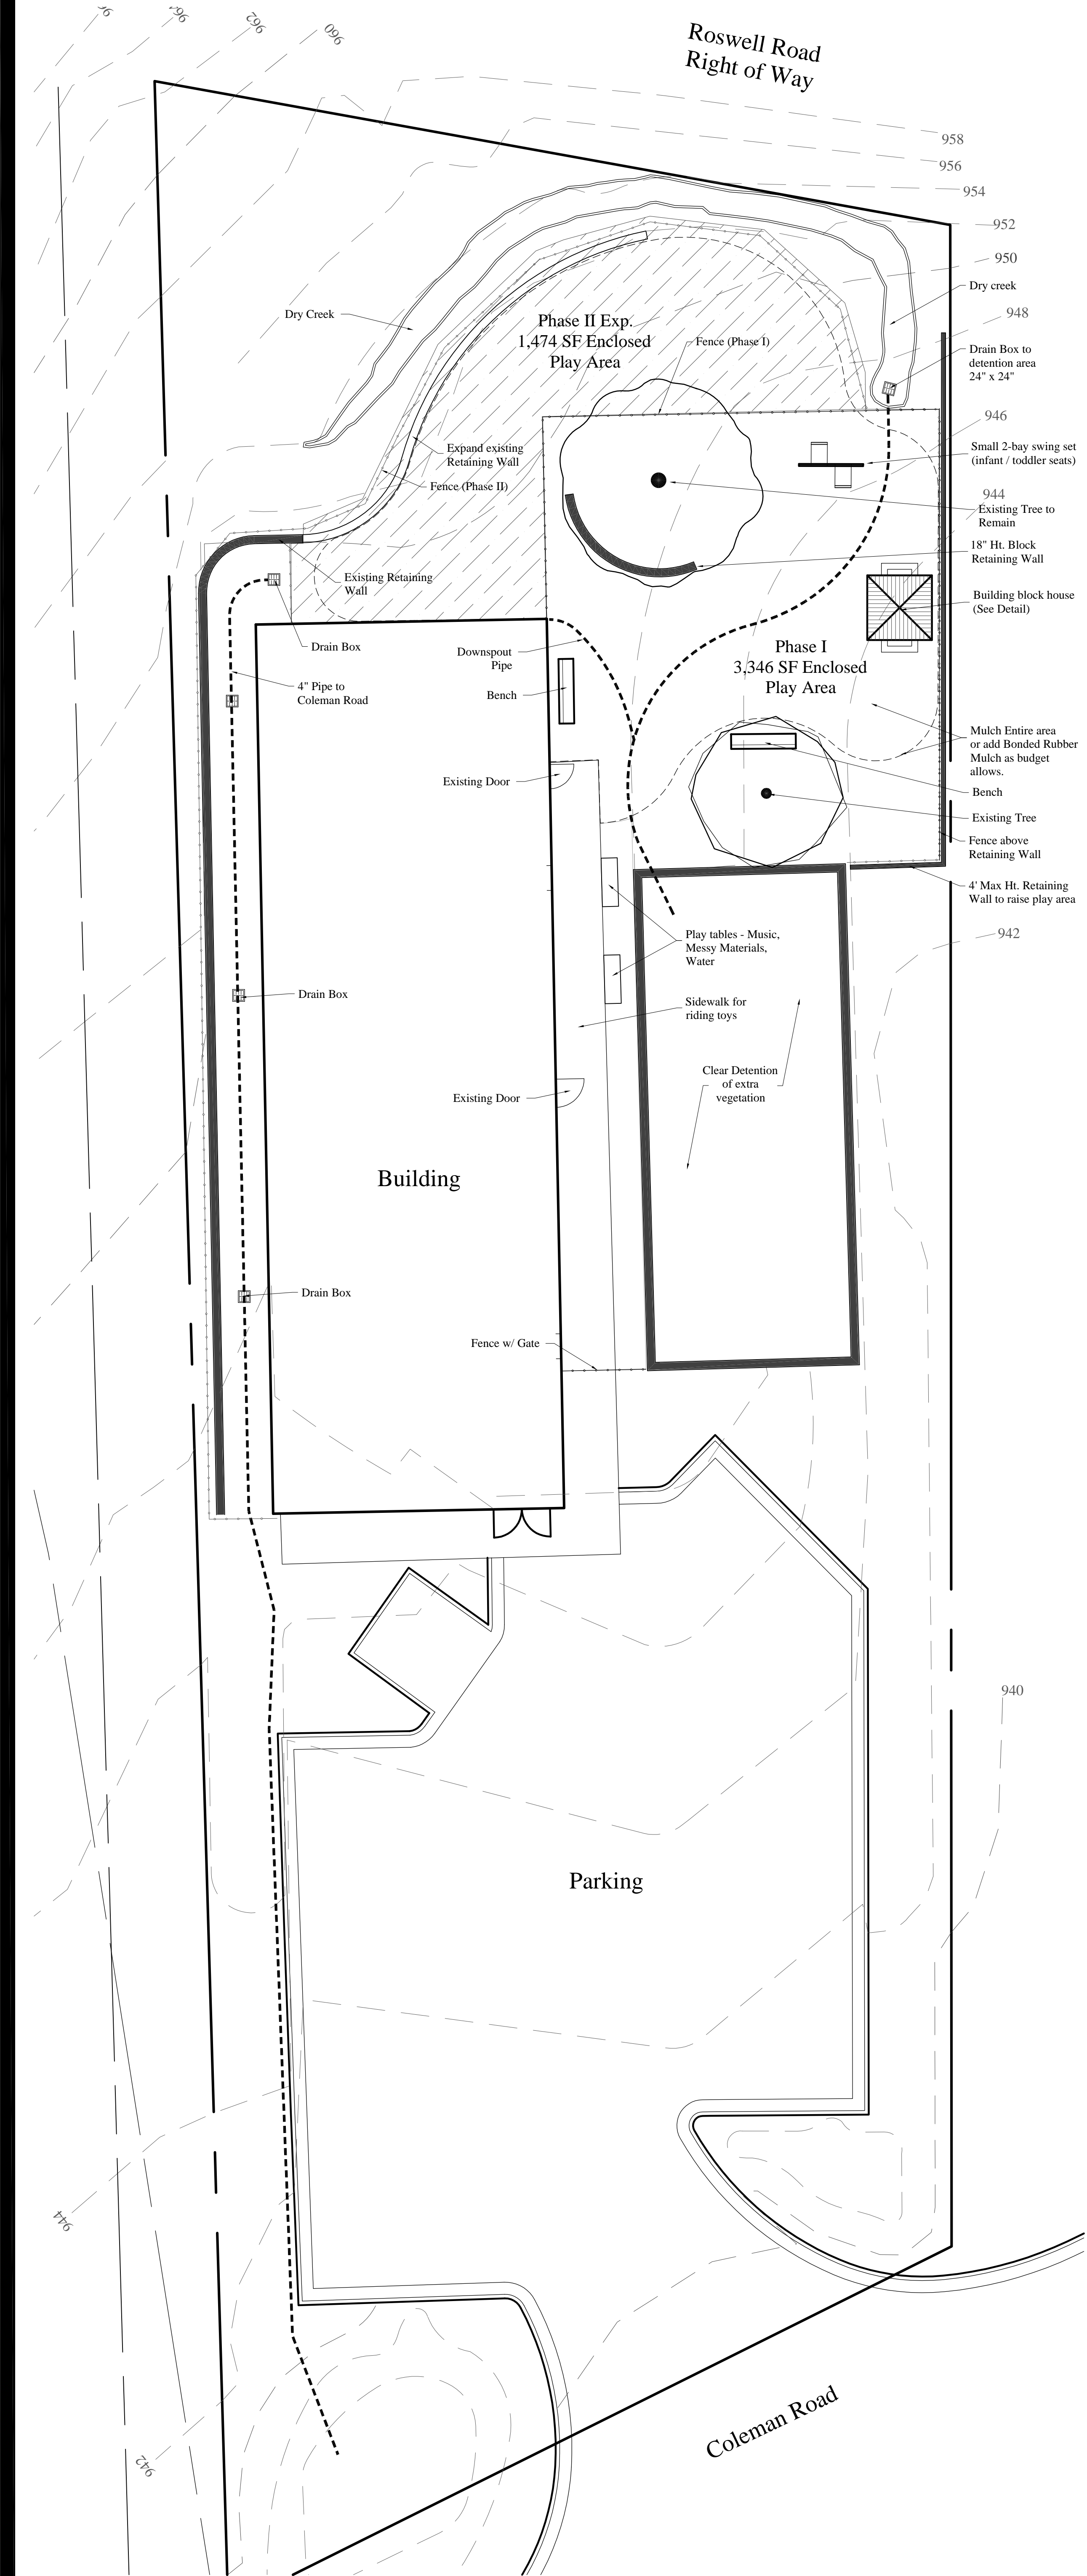 962
960
Roswell Road
Right of Way
958
956
954
952
950
Dry creek
948
Dry Creek
Phase II Exp.
1,474 SF Enclosed
Play Area
Fence (Phase I)
Drain Box to
detention area
24" x 24"
946
Expand existing
Retaining Wall
Small 2-bay swing set
(infant / toddler seats)
Fence (Phase II)
944
Existing Tree to
Remain
18" Ht. Block
Retaining Wall
Existing Retaining
Wall
Building block house
(See Detail)
Drain Box
Downspout
Pipe
Phase I
3,346 SF Enclosed
Play Area
4" Pipe to
Coleman Road
Bench
Mulch Entire area
or add Bonded Rubber
Mulch as budget
allows.
Existing Door
Bench
Existing Tree
Fence above
Retaining Wall
4' Max Ht. Retaining
Wall to raise play area
Play tables - Music,
Messy Materials,
Water
942
Drain Box
Sidewalk for
riding toys
Clear Detention
of extra
vegetation
Existing Door
Building
Drain Box
Fence w/ Gate
940
Parking
944
Coleman Road
942